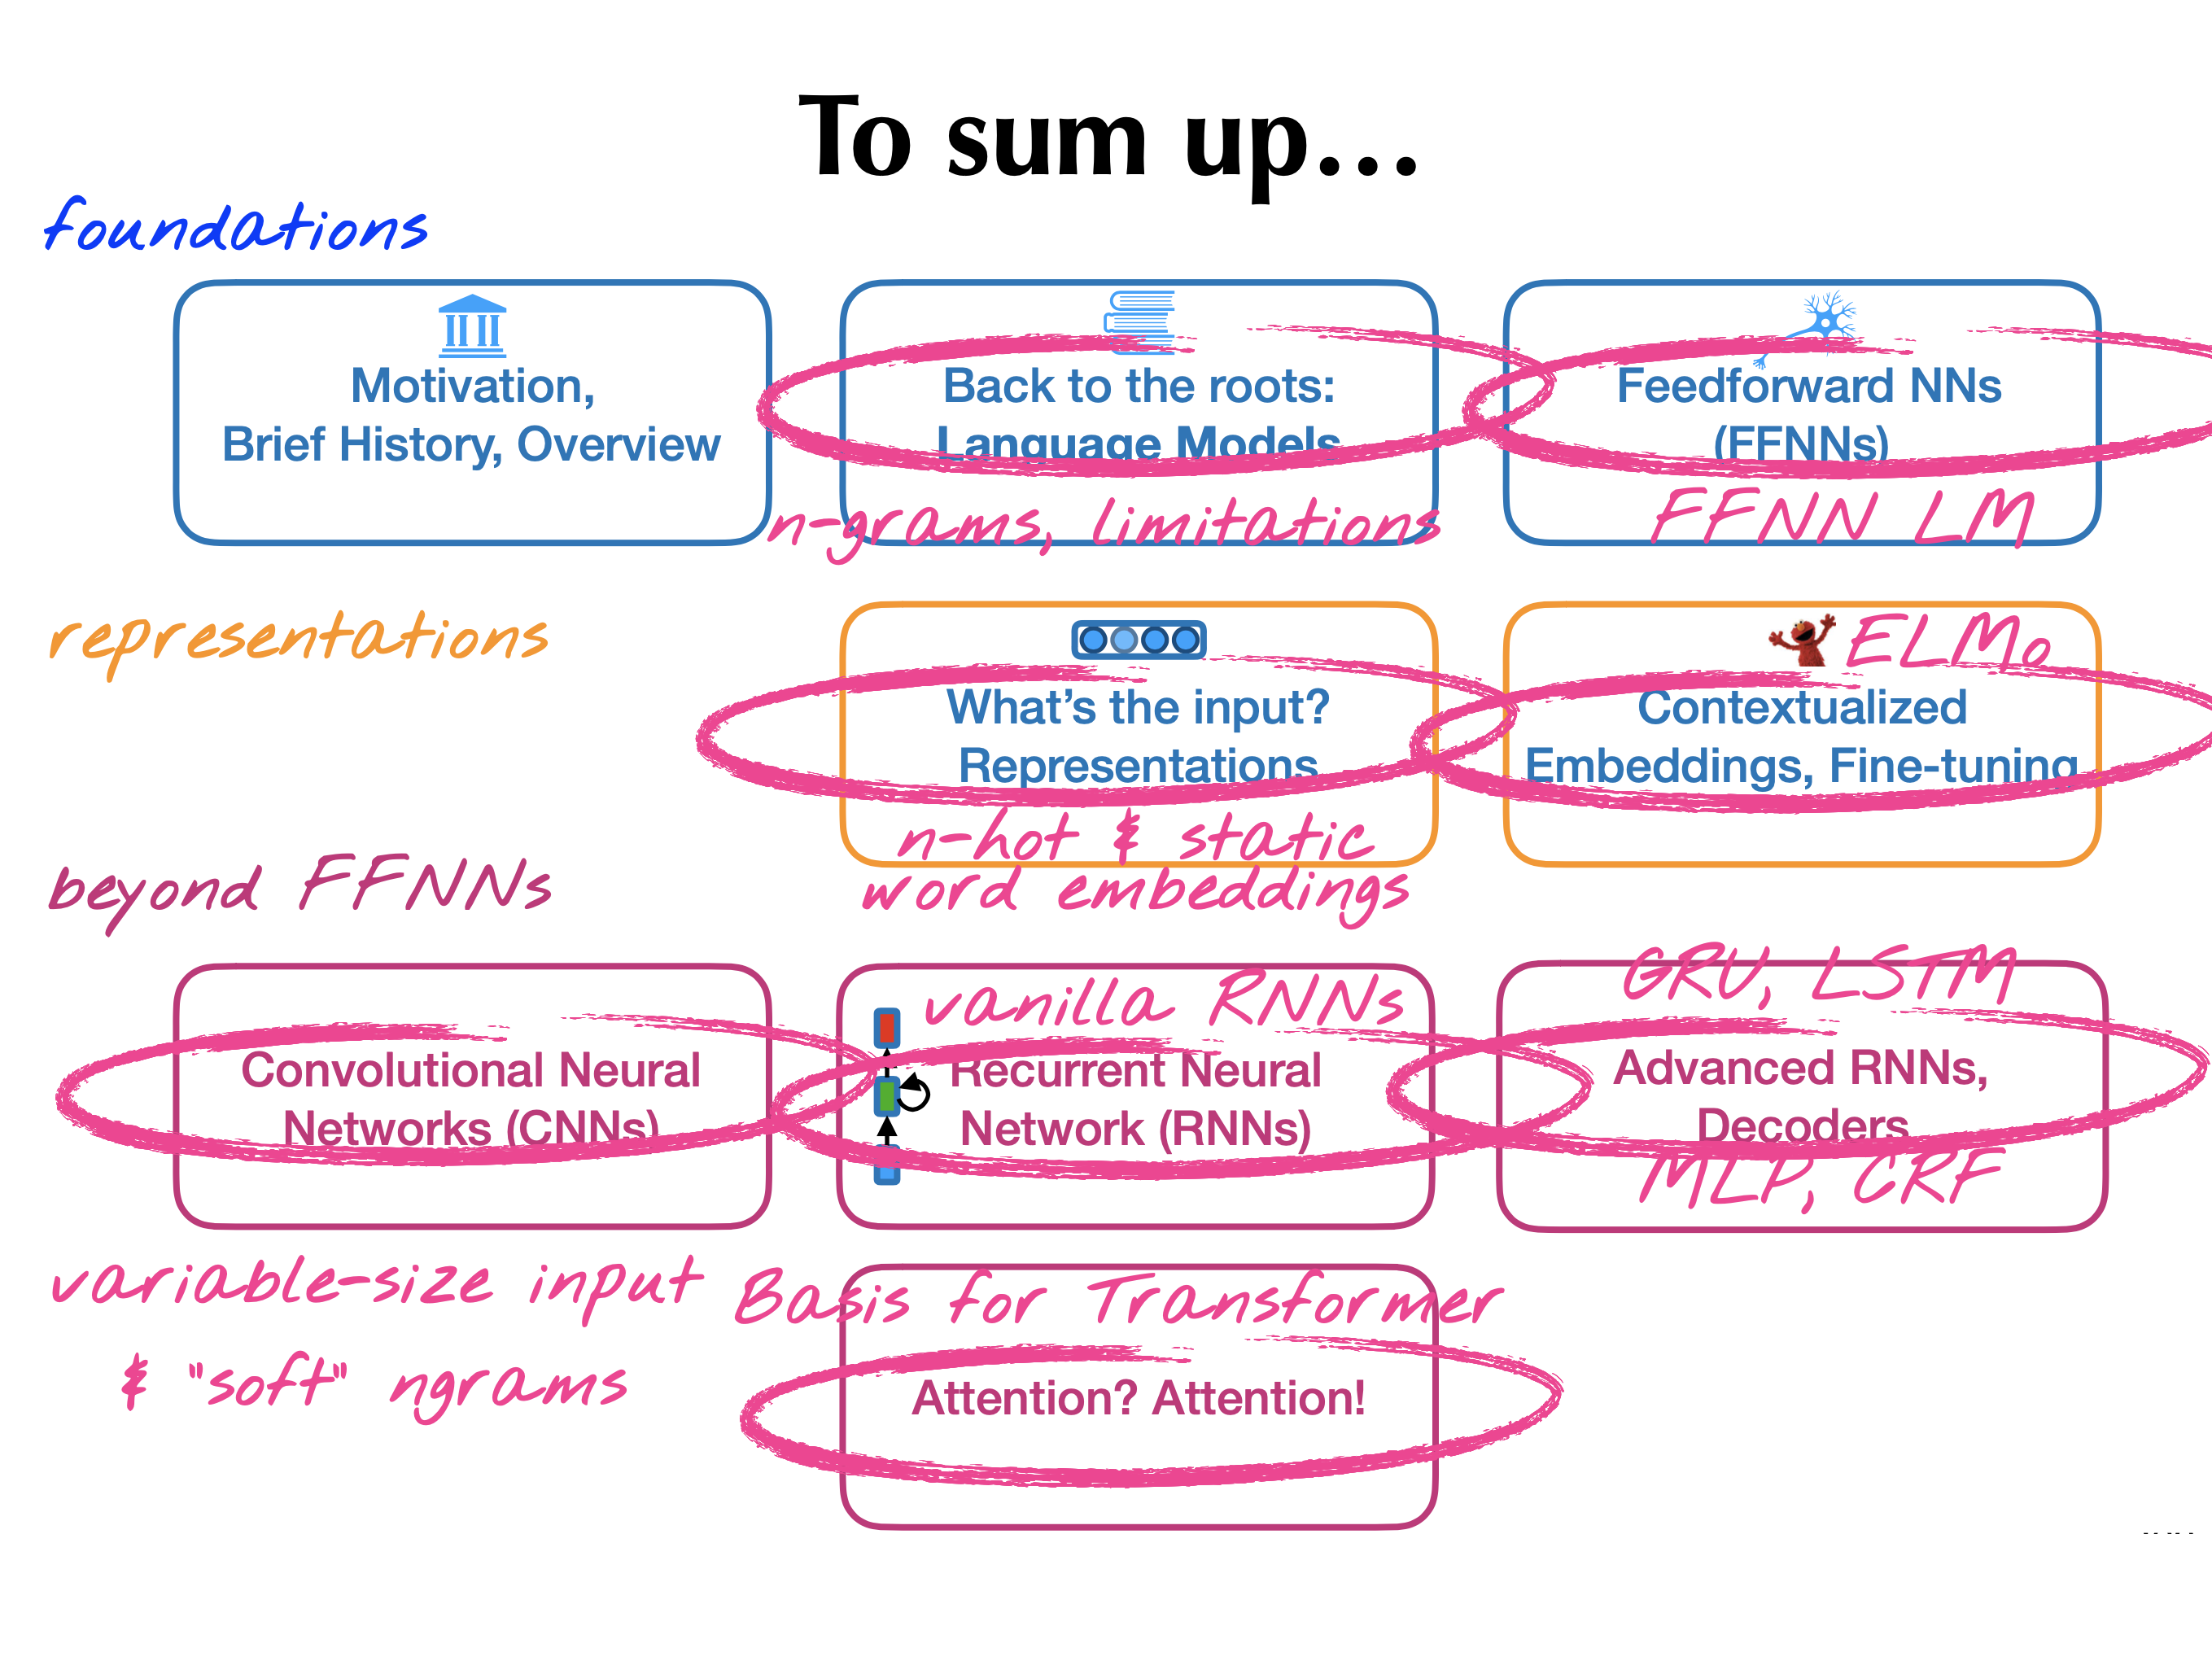 To sum up...
foundations
Motivation,
Brief History, Overview
Back to the roots:
Language Models
n-grams, limitations
Feedforward NNs
(FFNNs)
FFNN LM
representations
What's the input?
Representations
n-hot & static
word embeddings
ELMo
Contextualized
Embeddings, Fine-tuning
beyond FFNNs
Convolutional Neural
Networks (CNNs)
variable-size input
& "soft" ngrams
vanilla RNNs
Recurrent Neural
Network (RNNs)
GRU, LSTM
Advanced RNNs,
Decoders
MLP, CRF
Basis for Transformer
Attention? Attention!